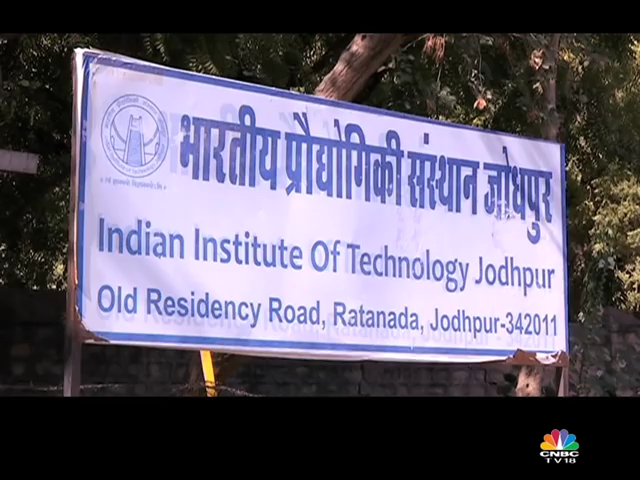 भारतीय प्रौद्योगिकी संस्थान जोधपुर
Indian Institute Of Technology Jodhpur
Old Residency Road, Ratanada, Jodhpur-342011
CNBC
TV18